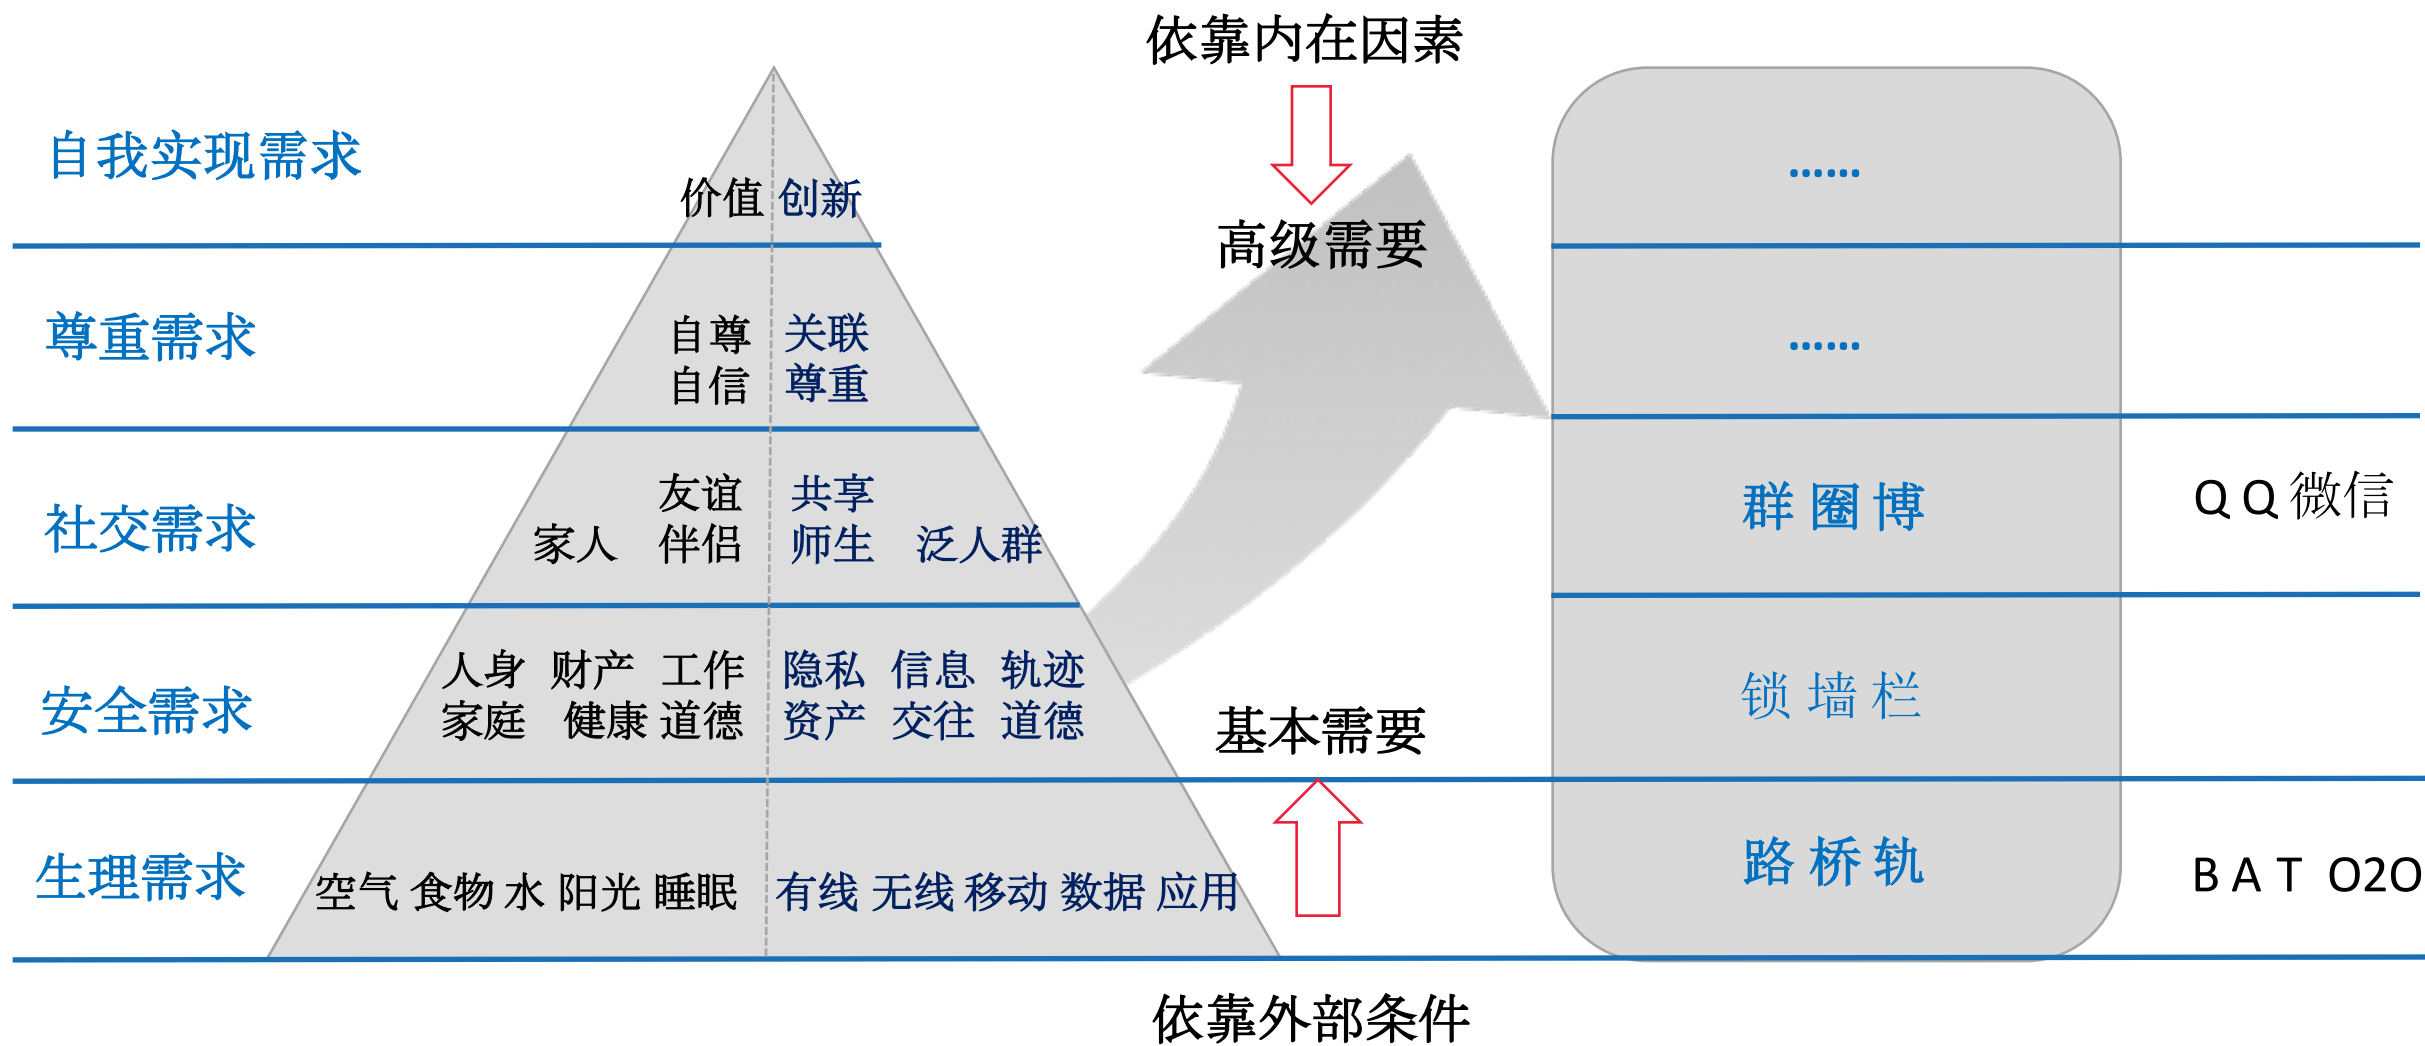 依靠内在因素
自我实现需求
价值 创新
……
高级需要
尊重需求
自尊 关联
自信 尊重
……
社交需求
友谊 共享
家人 伴侣 师生 泛人群
群 圈 博
Q Q 微信
安全需求
人身 财产 工作 隐私 信息 轨迹
家庭 健康 道德 资产 交往 道德
基本需要
锁 墙 栏
生理需求
空气 食物 水 阳光 睡眠 有线 无线 移动 数据 应用
路 桥 轨
B A T O2O
依靠外部条件